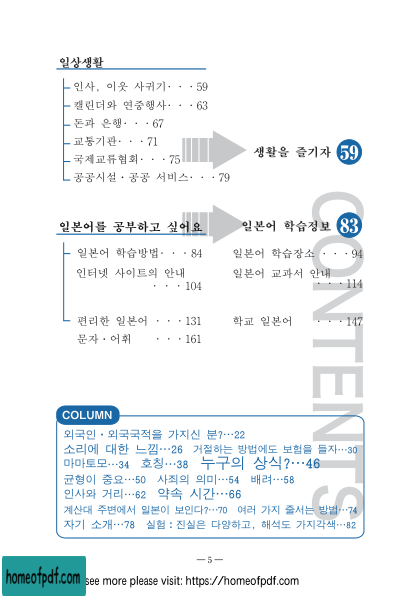 일상생활
인사, 이웃 사귀기···59
캘린더와 연중행사···63
돈과 은행···67
교통기관···71
국제교류협회···75
공공시설·공공 서비스···79
생활을 즐기자 59
일본어를 공부하고 싶어요
일본어 학습정보 83
일본어 학습방법···84
일본어 학습장소 ···94
인터넷 사이트의 안내
···104
일본어 교과서 안내
···114
편리한 일본어 ···131
학교 일본어 ···147
문자·어휘 ···161
CONTENTS
COLUMN
외국인·외국국적을 가지신 분?…22
소리에 대한 느낌…26 거절하는 방법에도 보험을 들자…30
마마토모…34 호칭…38 누구의 상식?…46
균형이 중요…50 사죄의 의미…54 배려…58
인사와 거리…62 약속 시간…66
계산대 주변에서 일본이 보인다?…70 여러 가지 줄서는 방법…74
자기 소개…78 실험：진실은 다양하고, 해석도 가지각색…82
— 5 —
homeofpdf.com
see more please visit: https://homeofpdf.com